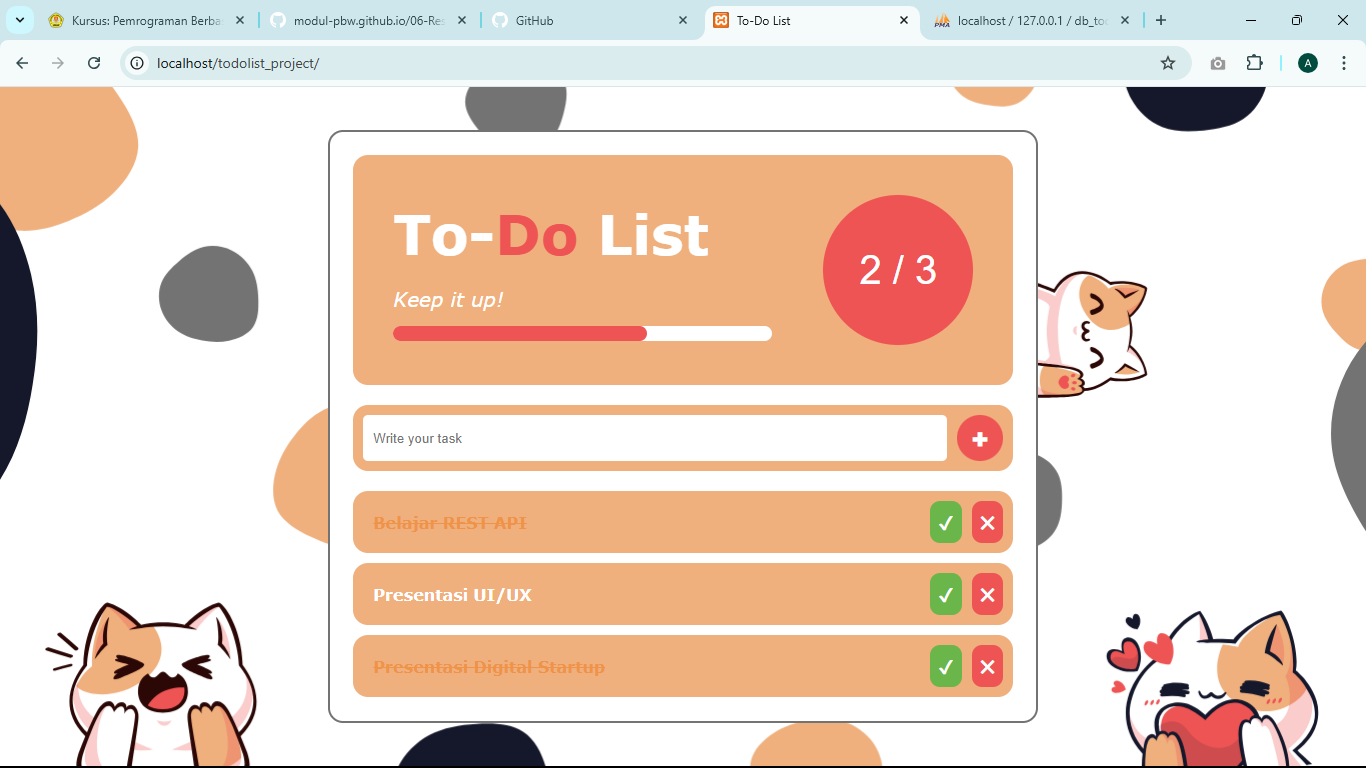 Kursus: Pemrograman Berba
modul-pbw.github.io/06-Res
GitHub
To-Do List
localhost / 127.0.0.1 / db_too
localhost/todolist_project/
A
To-Do List
2 / 3
Keep it up!
Write your task
Belajar REST API
Presentasi UI/UX
Presentasi Digital Startup